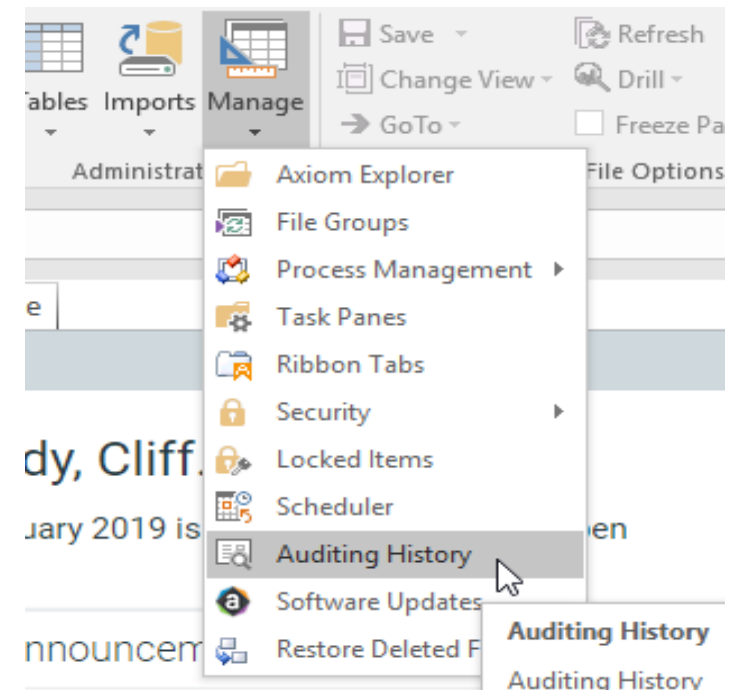 Save
Refresh
Change View
Drill
ables Imports Manage
GoTo
Freeze Pa
Administrat
File Options
Axiom Explorer
File Groups
Process Management
e
Task Panes
Ribbon Tabs
Security
dy, Cliff.
Locked Items
Scheduler
uary 2019 is
en
Auditing History
Software Updates
nnouncem
Restore Deleted F
Auditing History
Auditing History